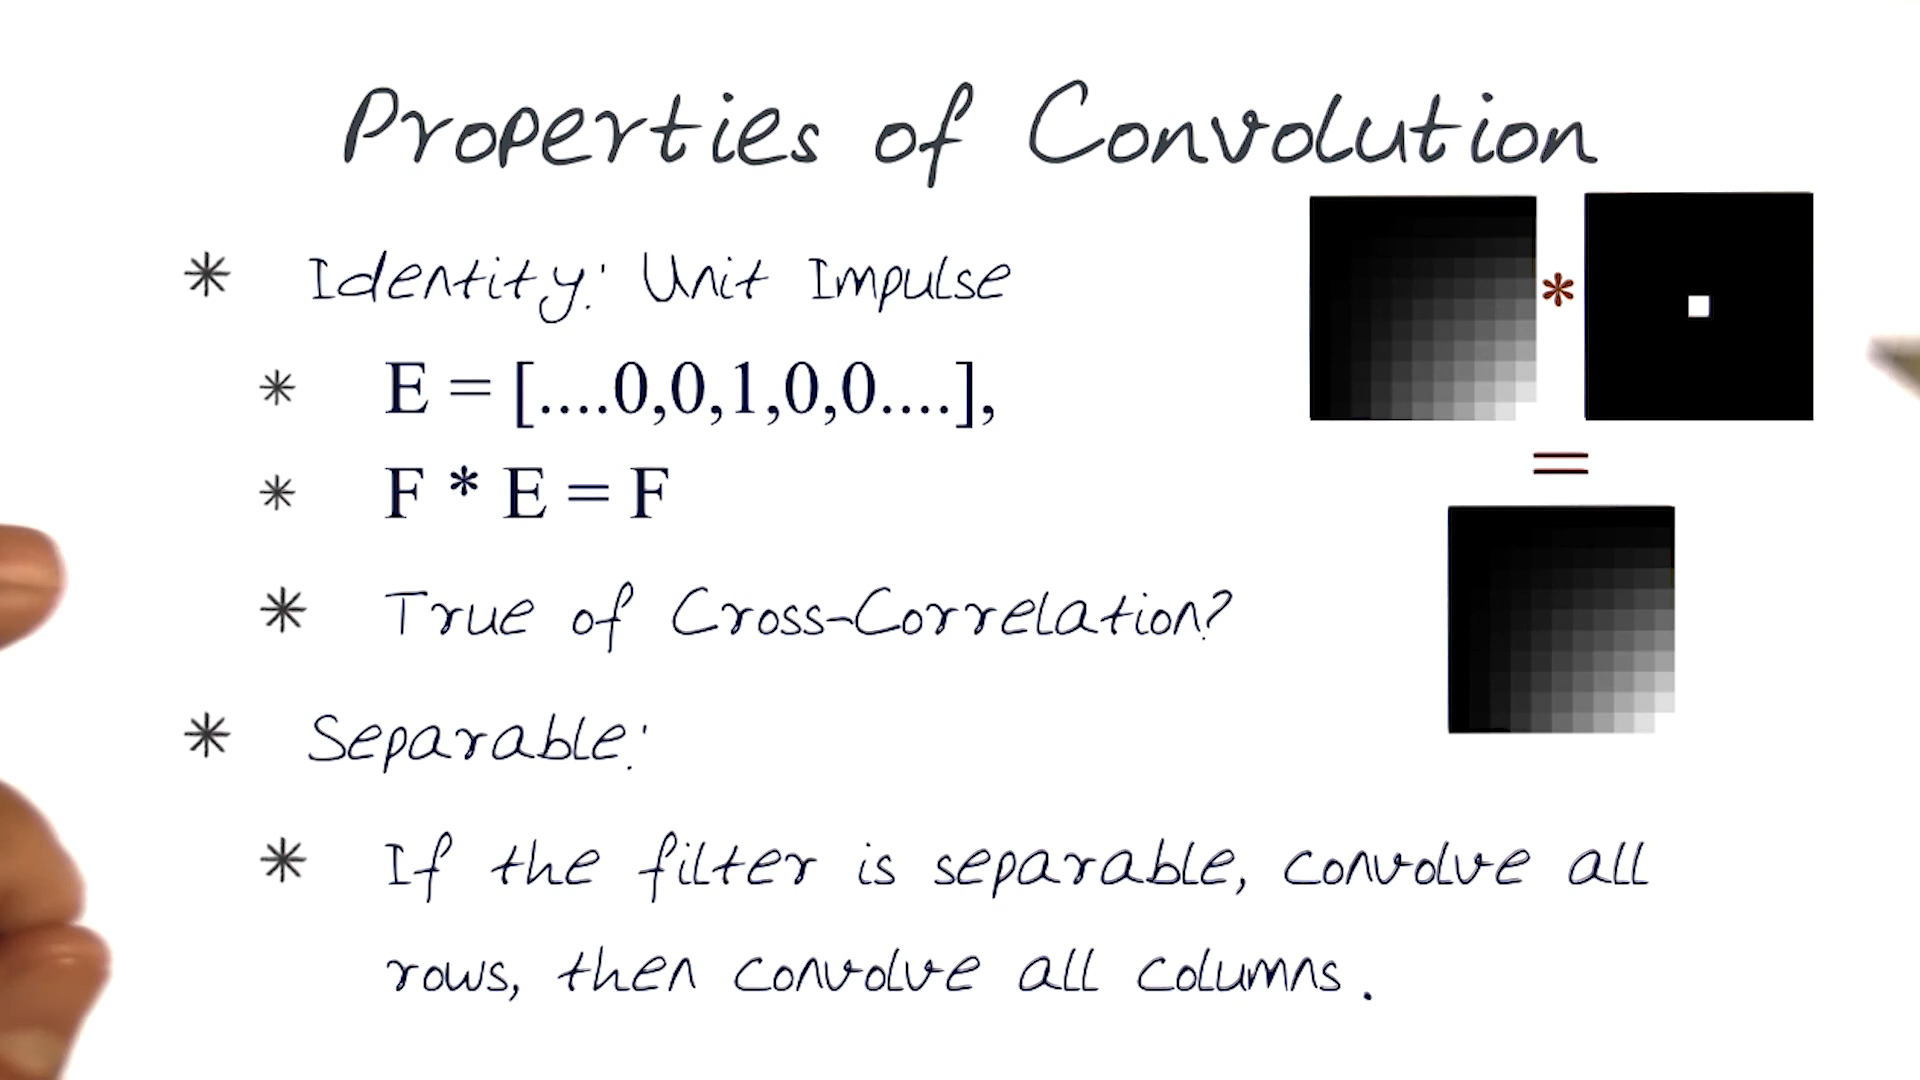 Properties of Convolution
* Identity: Unit Impulse
* E = [....0,0,1,0,0....],
* F * E = F
* True of Cross-Correlation?
* Separable:
* If the filter is separable, convolve all
rows, then convolve all columns.
*
=